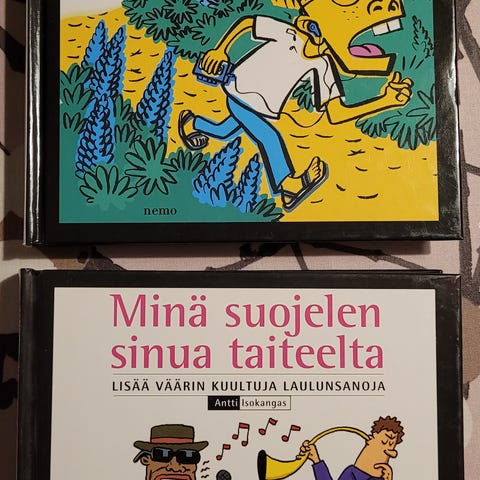 nemo
Minä suojelen
sinua taiteelta
LISÄÄ VÄÄRIN KUULTUJA LAULUNSANOJA
Antti Isokangas